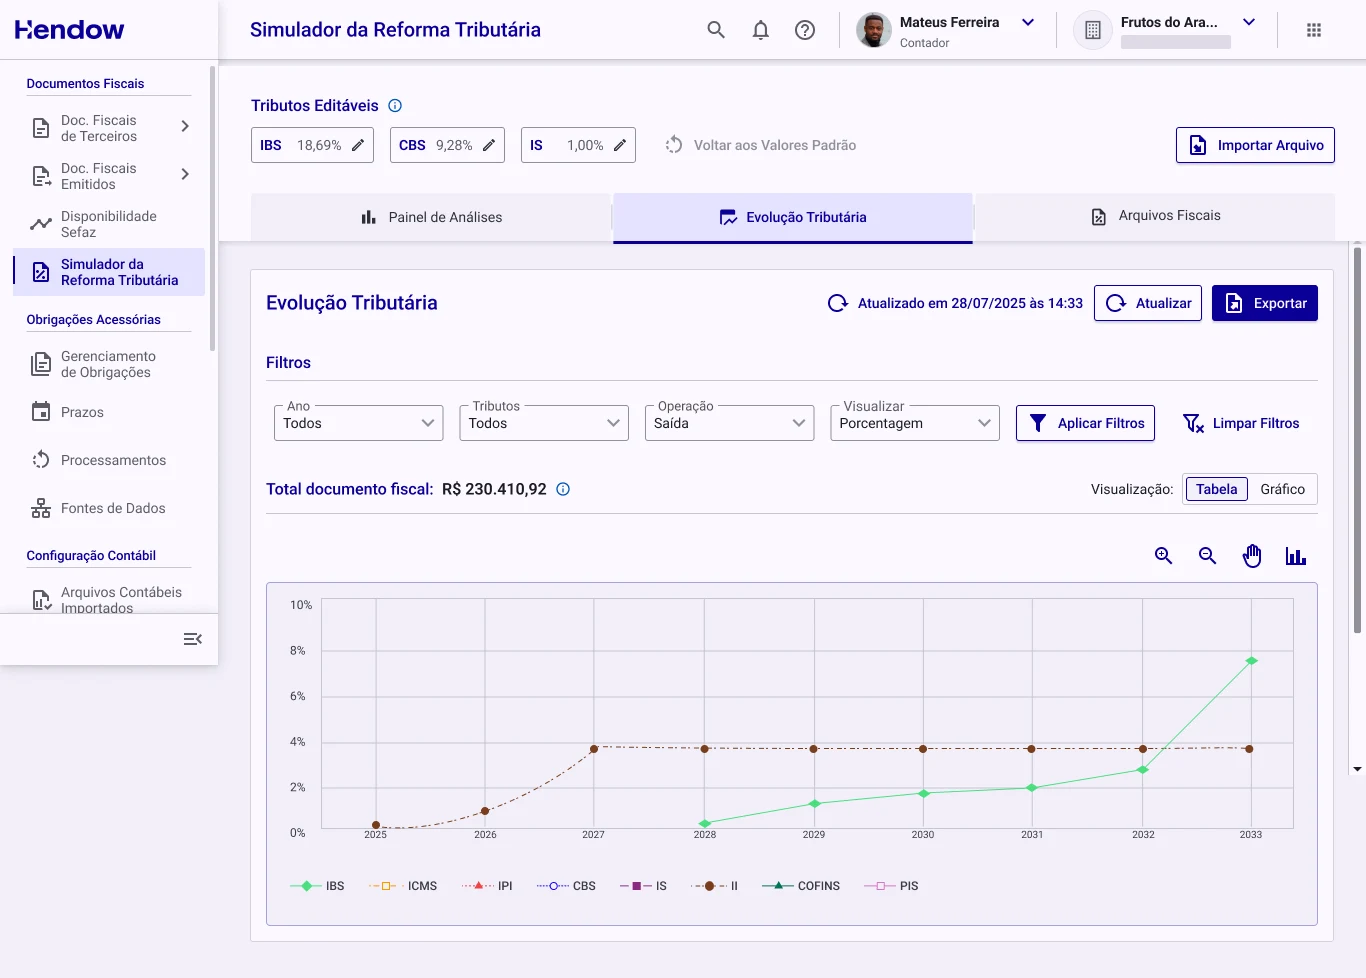 Hendow
Simulador da Reforma Tributária
Mateus Ferreira
Contador
Frutos do Ara...
Documentos Fiscais
Doc. Fiscais
de Terceiros
Doc. Fiscais
Emitidos
Disponibilidade
Sefaz
Simulador da
Reforma Tributária
Obrigações Acessórias
Gerenciamento
de Obrigações
Prazos
Processamentos
Fontes de Dados
Configuração Contábil
Arquivos Contábeis
Importados
Tributos Editáveis
IBS 18,69%
CBS 9,28%
IS 1,00%
Voltar aos Valores Padrão
Importar Arquivo
Painel de Análises
Evolução Tributária
Arquivos Fiscais
Evolução Tributária
Atualizado em 28/07/2025 às 14:33
Atualizar
Exportar
Filtros
Ano
Todos
Tributos
Todos
Operação
Saída
Visualizar
Porcentagem
Aplicar Filtros
Limpar Filtros
Total documento fiscal: R$ 230.410,92
Visualização:
Tabela
Gráfico
10%
8%
6%
4%
2%
0%
2025 2026 2027 2028 2029 2030 2031 2032 2033
IBS ICMS IPI CBS IS II COFINS PIS